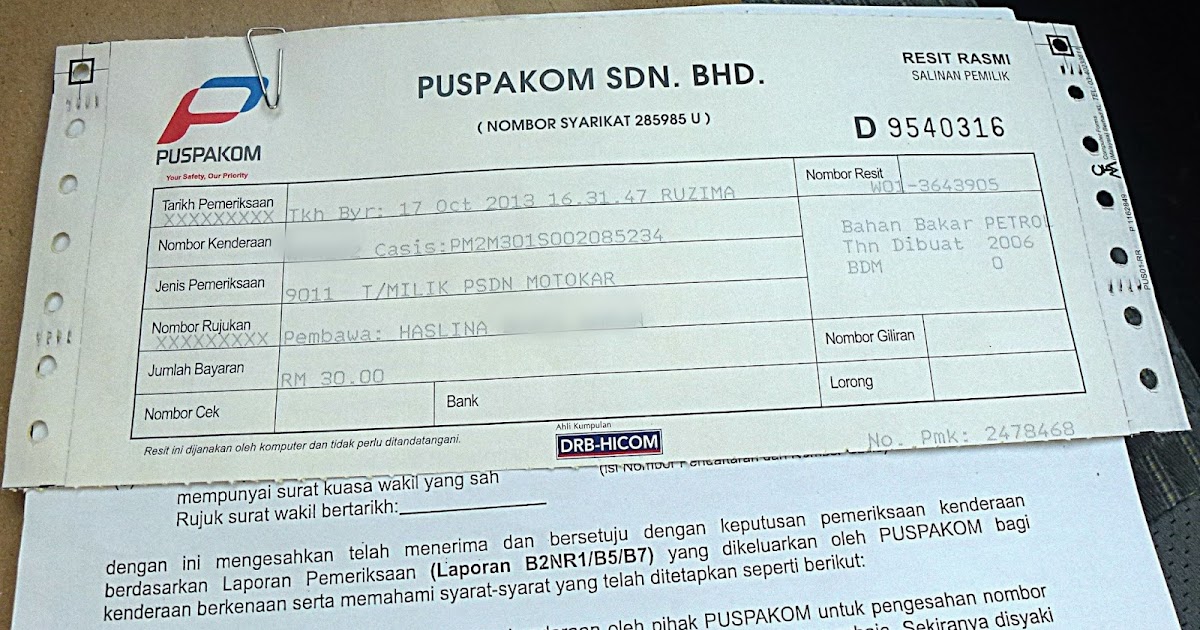 PUSPAKOM
Your Safety, Our Priority
PUSPAKOM SDN. BHD.
( NOMBOR SYARIKAT 285985 U )
RESIT RASMI
SALINAN PEMILIK
D 9540316
Nombor Resit
W01-3643905
Tarikh Pemeriksaan
XXXXXXXXX
Tkh Byr: 17 Oct 2013 16.31.47 RUZIMA
Nombor Kenderaan
Casis:PM2M301S002085234
Bahan Bakar PETROL
Thn Dibuat 2006
BDM 0
Jenis Pemeriksaan
9011 T/MILIK PSDN MOTOKAR
Nombor Rujukan
XXXXXXXXX
Pembawa: HASLINA
Nombor Giliran
Jumlah Bayaran
RM 30.00
Lorong
Nombor Cek
Bank
Resit ini dijanakan oleh komputer dan tidak perlu ditandatangani.
Ahli Kumpulan
DRB-HICOM
No. Pmk: 2478468
PUS01-RR
P 1162849
mempunyai surat kuasa wakil yang sah
Rujuk surat wakil bertarikh:
dengan ini mengesahkan telah menerima dan bersetuju dengan keputusan pemeriksaan kenderaan
berdasarkan Laporan Pemeriksaan (Laporan B2NR1/B5/B7) yang dikeluarkan oleh PUSPAKOM bagi
kenderaan berkenaan serta memahami syarat-syarat yang telah ditetapkan seperti berikut:
oleh pihak PUSPAKOM untuk pengesahan nombor
Sekiranya disyaki